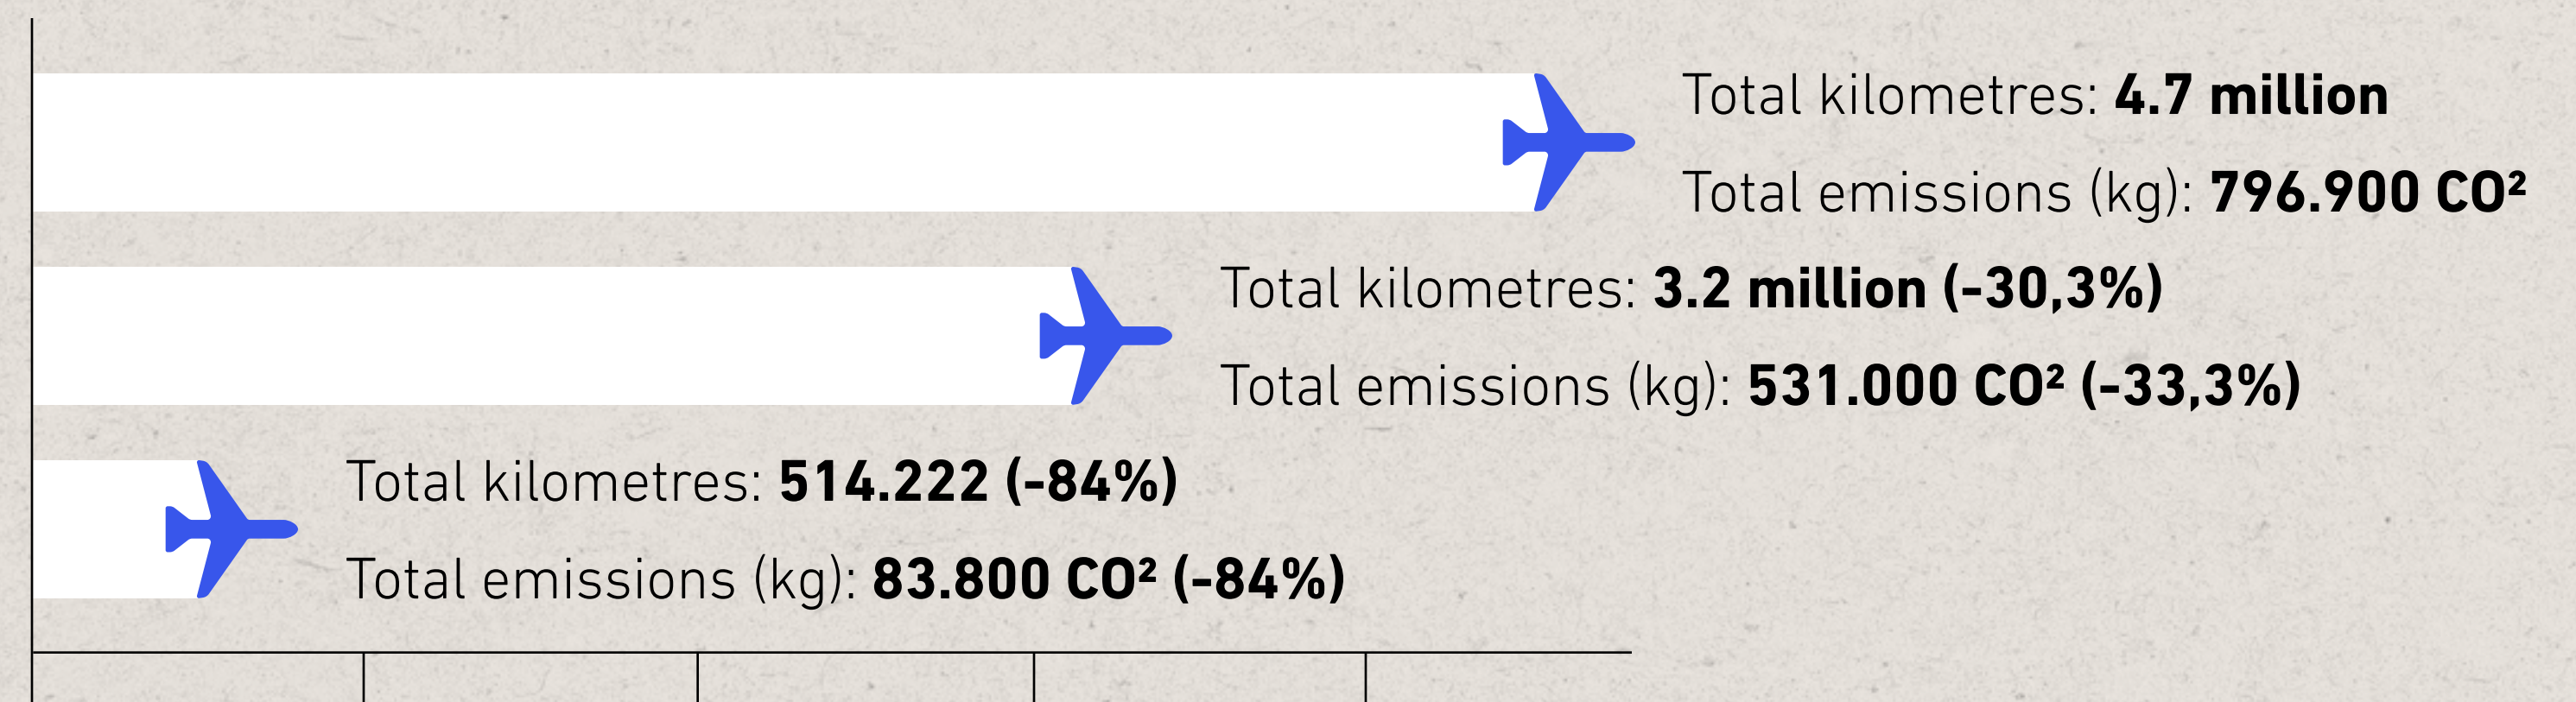 Total kilometres: 4.7 million
Total emissions (kg): 796.900 CO²
Total kilometres: 3.2 million (-30,3%)
Total emissions (kg): 531.000 CO² (-33,3%)
Total kilometres: 514.222 (-84%)
Total emissions (kg): 83.800 CO² (-84%)